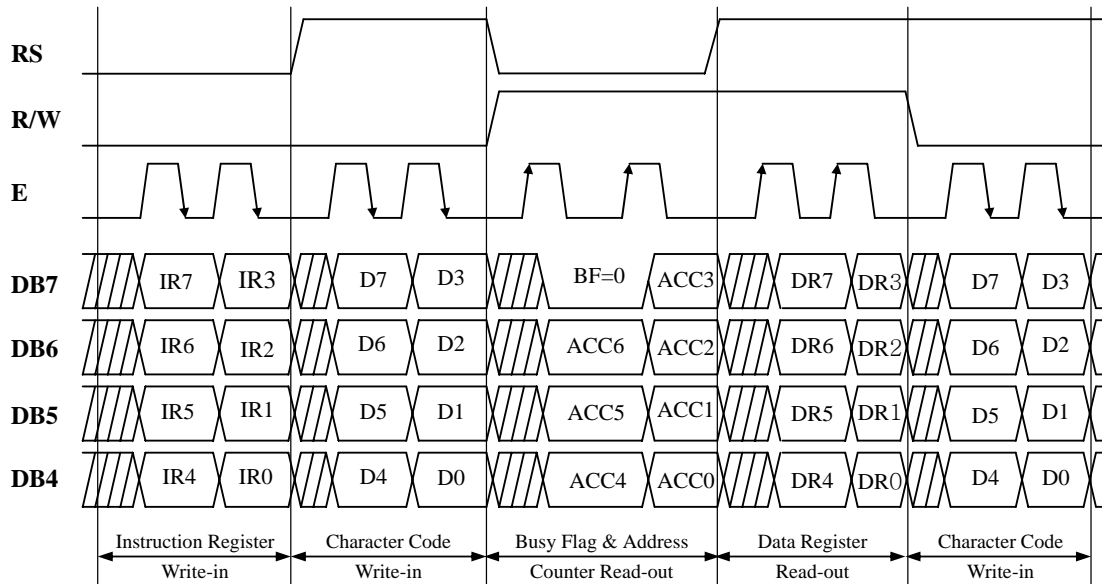 RS
R/W
E
DB7 IR7 IR3 D7 D3 BF=0 ACC3 DR7 DR3 D7 D3
DB6 IR6 IR2 D6 D2 ACC6 ACC2 DR6 DR2 D6 D2
DB5 IR5 IR1 D5 D1 ACC5 ACC1 DR5 DR1 D5 D1
DB4 IR4 IR0 D4 D0 ACC4 ACC0 DR4 DR0 D4 D0
Instruction Register Character Code Busy Flag & Address Data Register Character Code
Write-in Write-in Counter Read-out Read-out Write-in